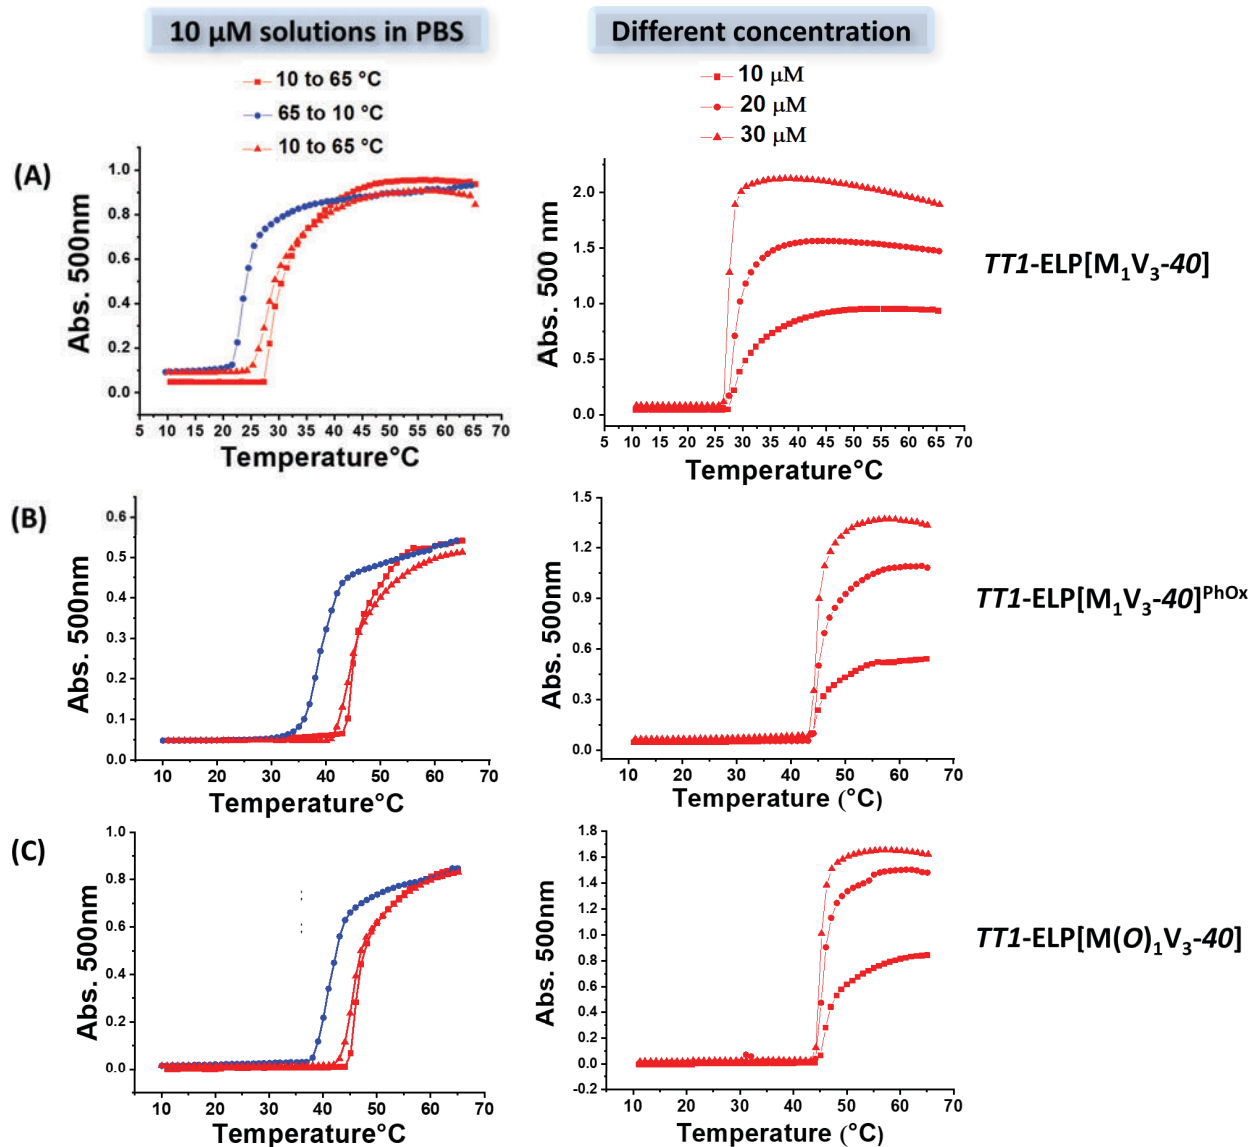 10 µM solutions in PBS
Different concentration
10 to 65 °C
65 to 10 °C
10 to 65 °C
10 µM
20 µM
30 µM
(A)
Abs. 500nm
1.0
0.8
0.6
0.4
0.2
0.0
5 10 15 20 25 30 35 40 45 50 55 60 65 70
Temperature°C
Abs. 500 nm
2.0
1.5
1.0
0.5
0.0
5 10 15 20 25 30 35 40 45 50 55 60 65 70
Temperature°C
TT1-ELP[M₁V₃-40]
(B)
Abs. 500nm
0.6
0.5
0.4
0.3
0.2
0.1
0.0
10 20 30 40 50 60 70
Temperature°C
Abs. 500nm
1.5
1.2
0.9
0.6
0.3
0.0
10 20 30 40 50 60 70
Temperature (°C)
TT1-ELP[M₁V₃-40]ᴾʰᴼˣ
(C)
Abs. 500nm
1.0
0.8
0.6
0.4
0.2
0.0
10 20 30 40 50 60 70
Temperature°C
Abs. 500nm
1.8
1.6
1.4
1.2
1.0
0.8
0.6
0.4
0.2
0.0
-0.2
10 20 30 40 50 60 70
Temperature (°C)
TT1-ELP[M(O)₁V₃-40]